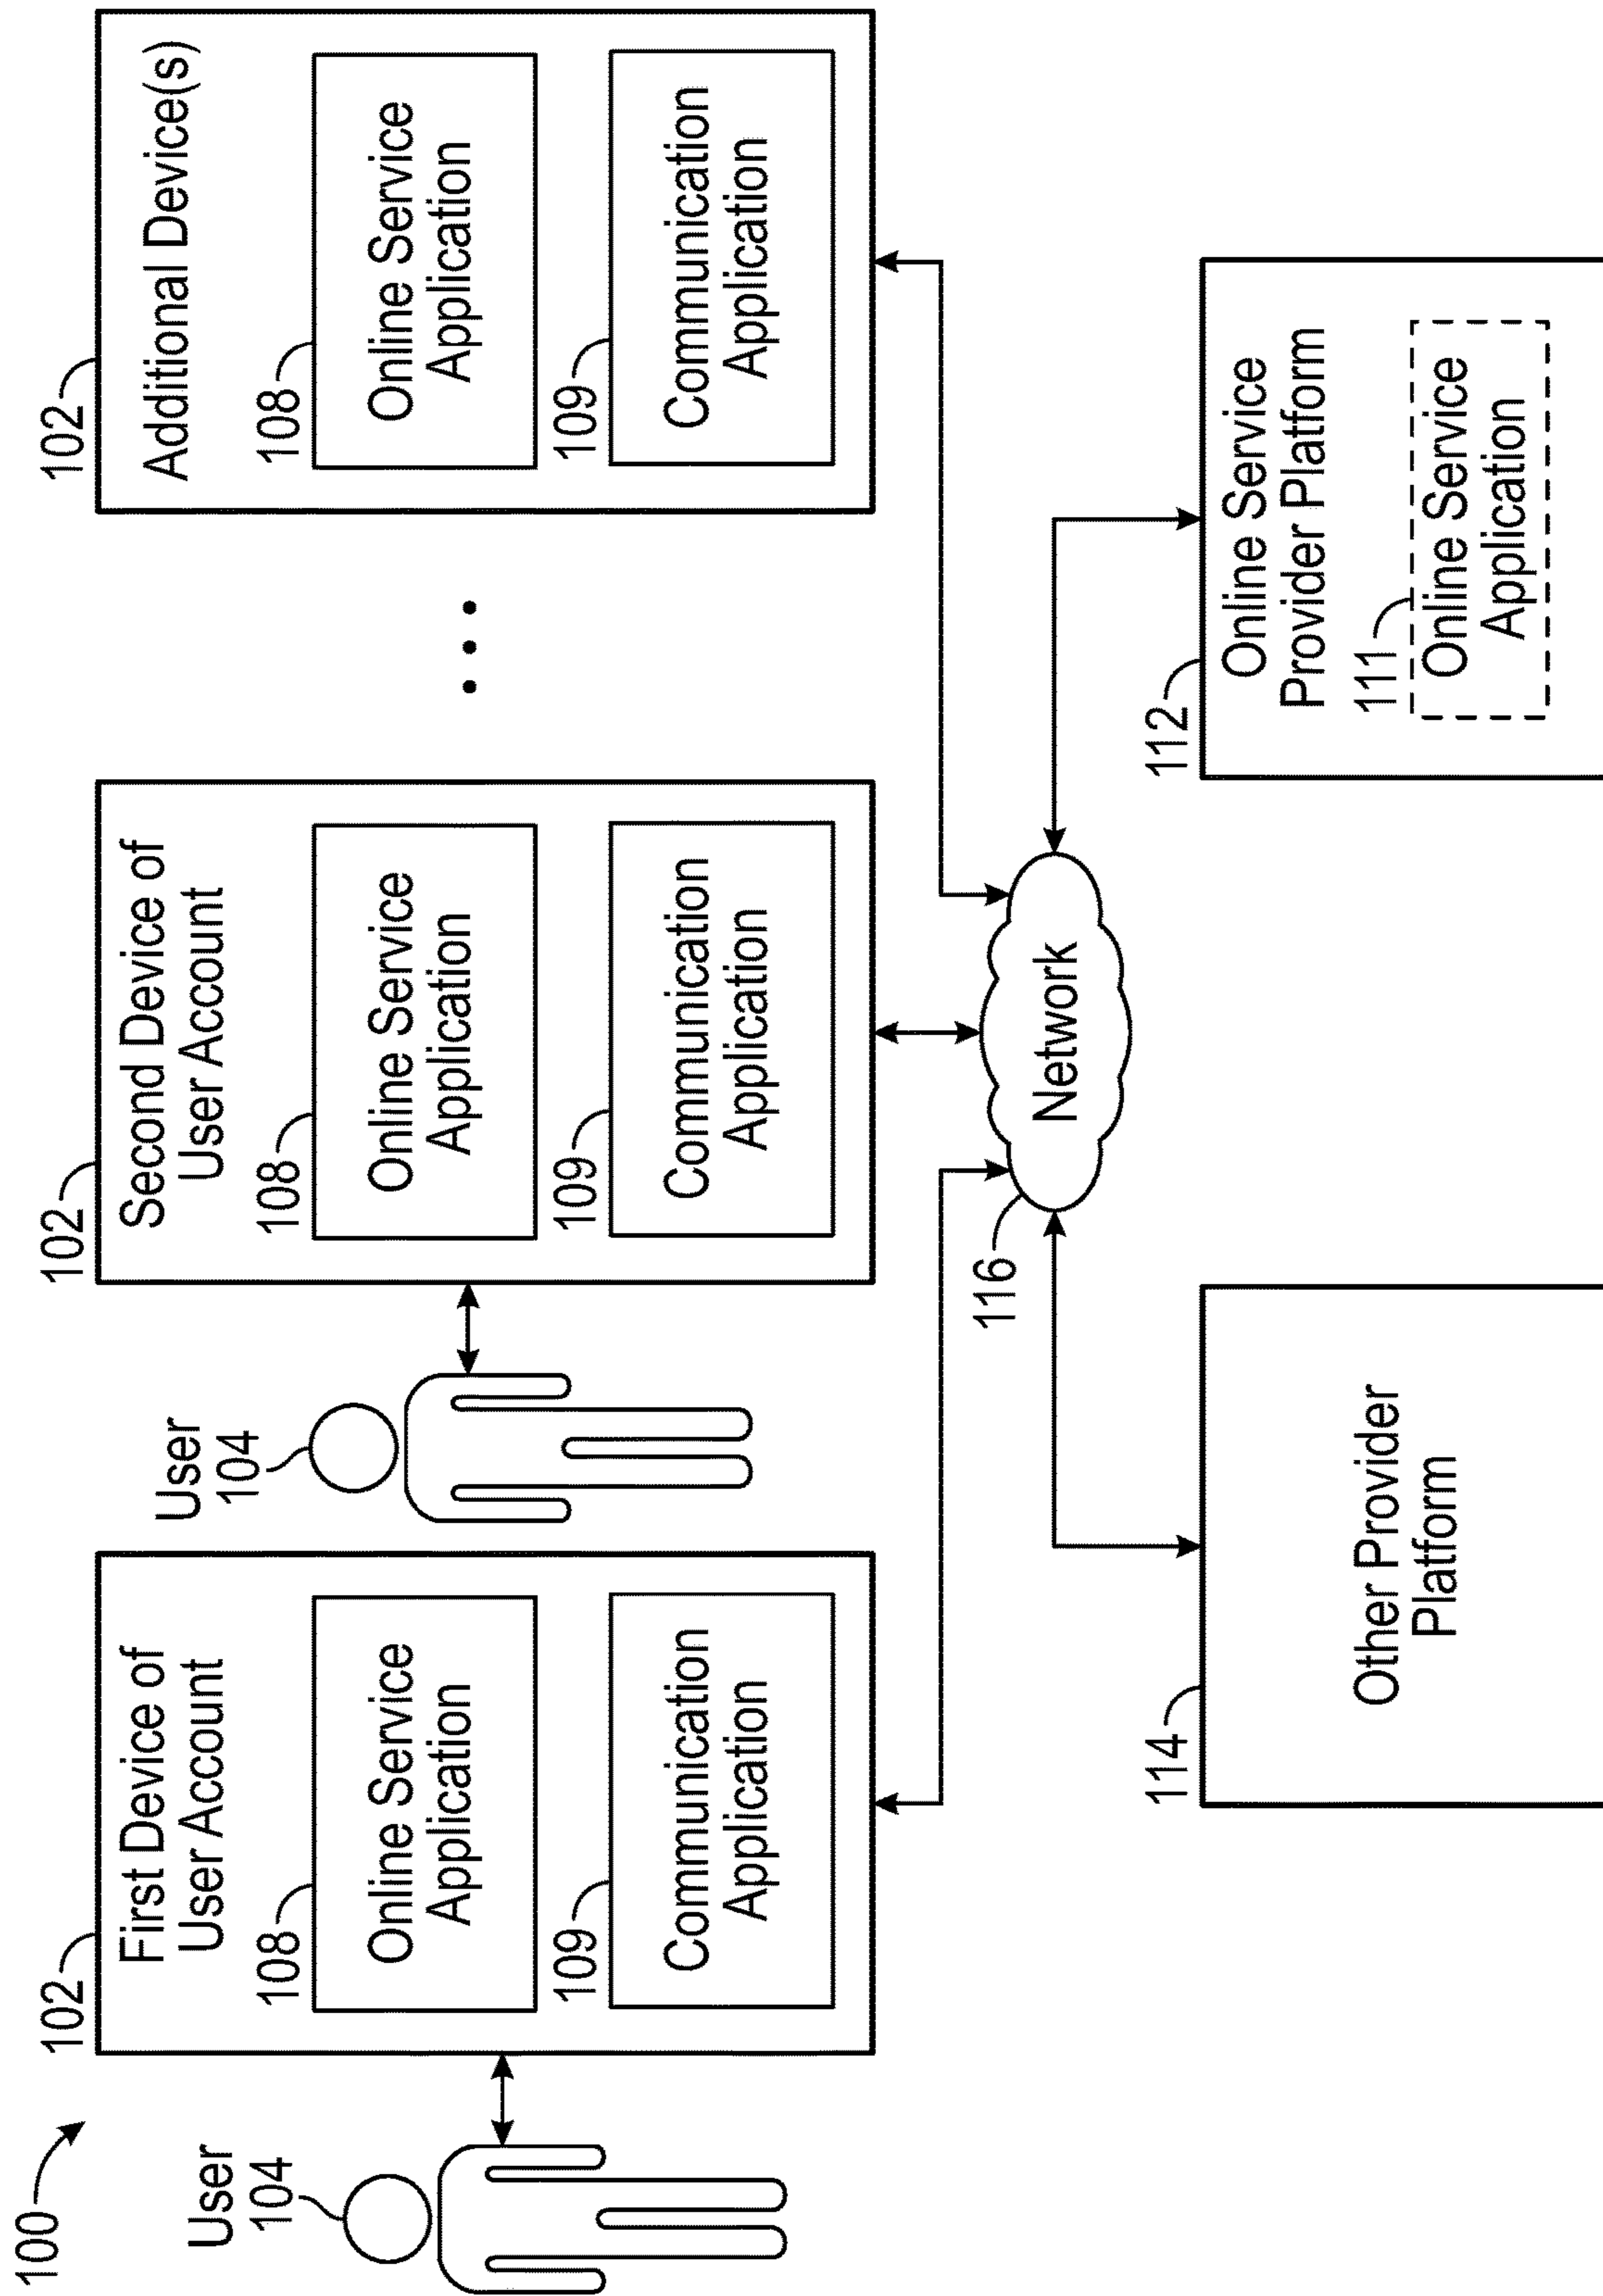 100
User
104
102
First Device of
User Account
108
Online Service
Application
109
Communication
Application
User
104
102
Second Device of
User Account
108
Online Service
Application
109
Communication
Application
102
Additional Device(s)
108
Online Service
Application
109
Communication
Application
116
Network
114
Other Provider
Platform
112
Online Service
Provider Platform
111
Online Service
Application